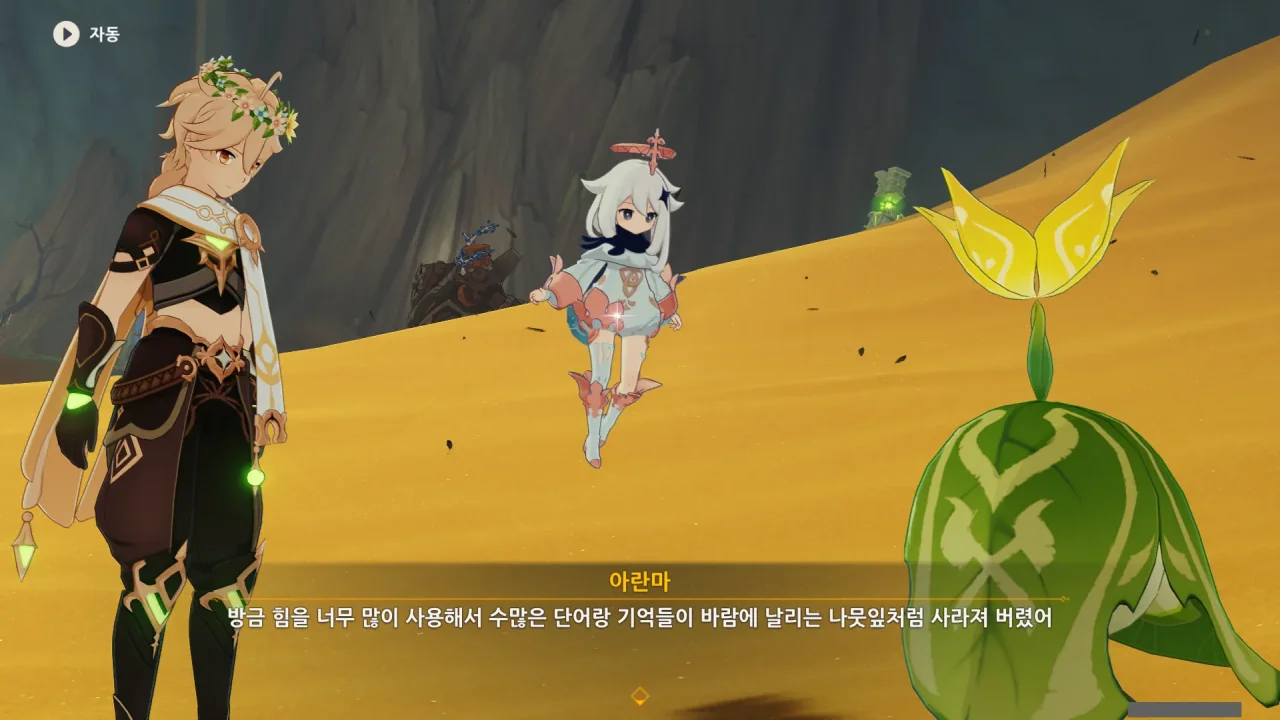 자동
아란마
방금 힘을 너무 많이 사용해서 수많은 단어랑 기억들이 바람에 날리는 나뭇잎처럼 사라져 버렸어